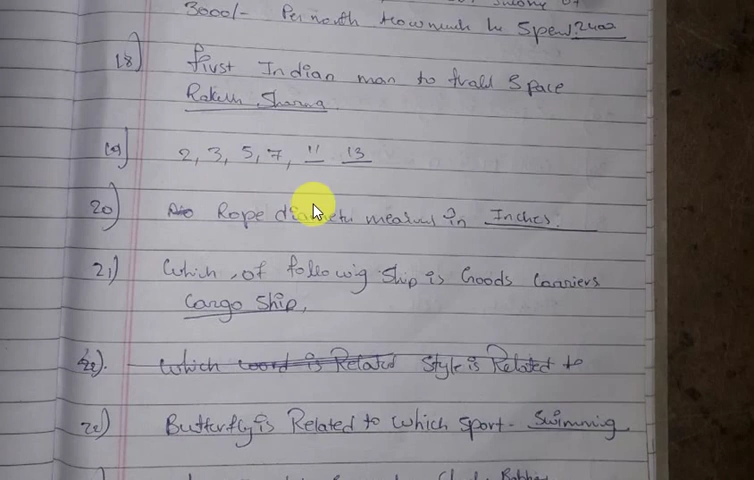 3000/- Per month How much he Spend 2400
18) first Indian man to travel Space
Rakesh Sharma.
19) 2, 3, 5, 7, 11 13
20) Rope diameter measured in Inches.
21) Which of following Ship is Goods Carriers
Cargo Ship.
22). Which word is Related Style is Related to
22) Butterfly is Related to which Sport - Swimming